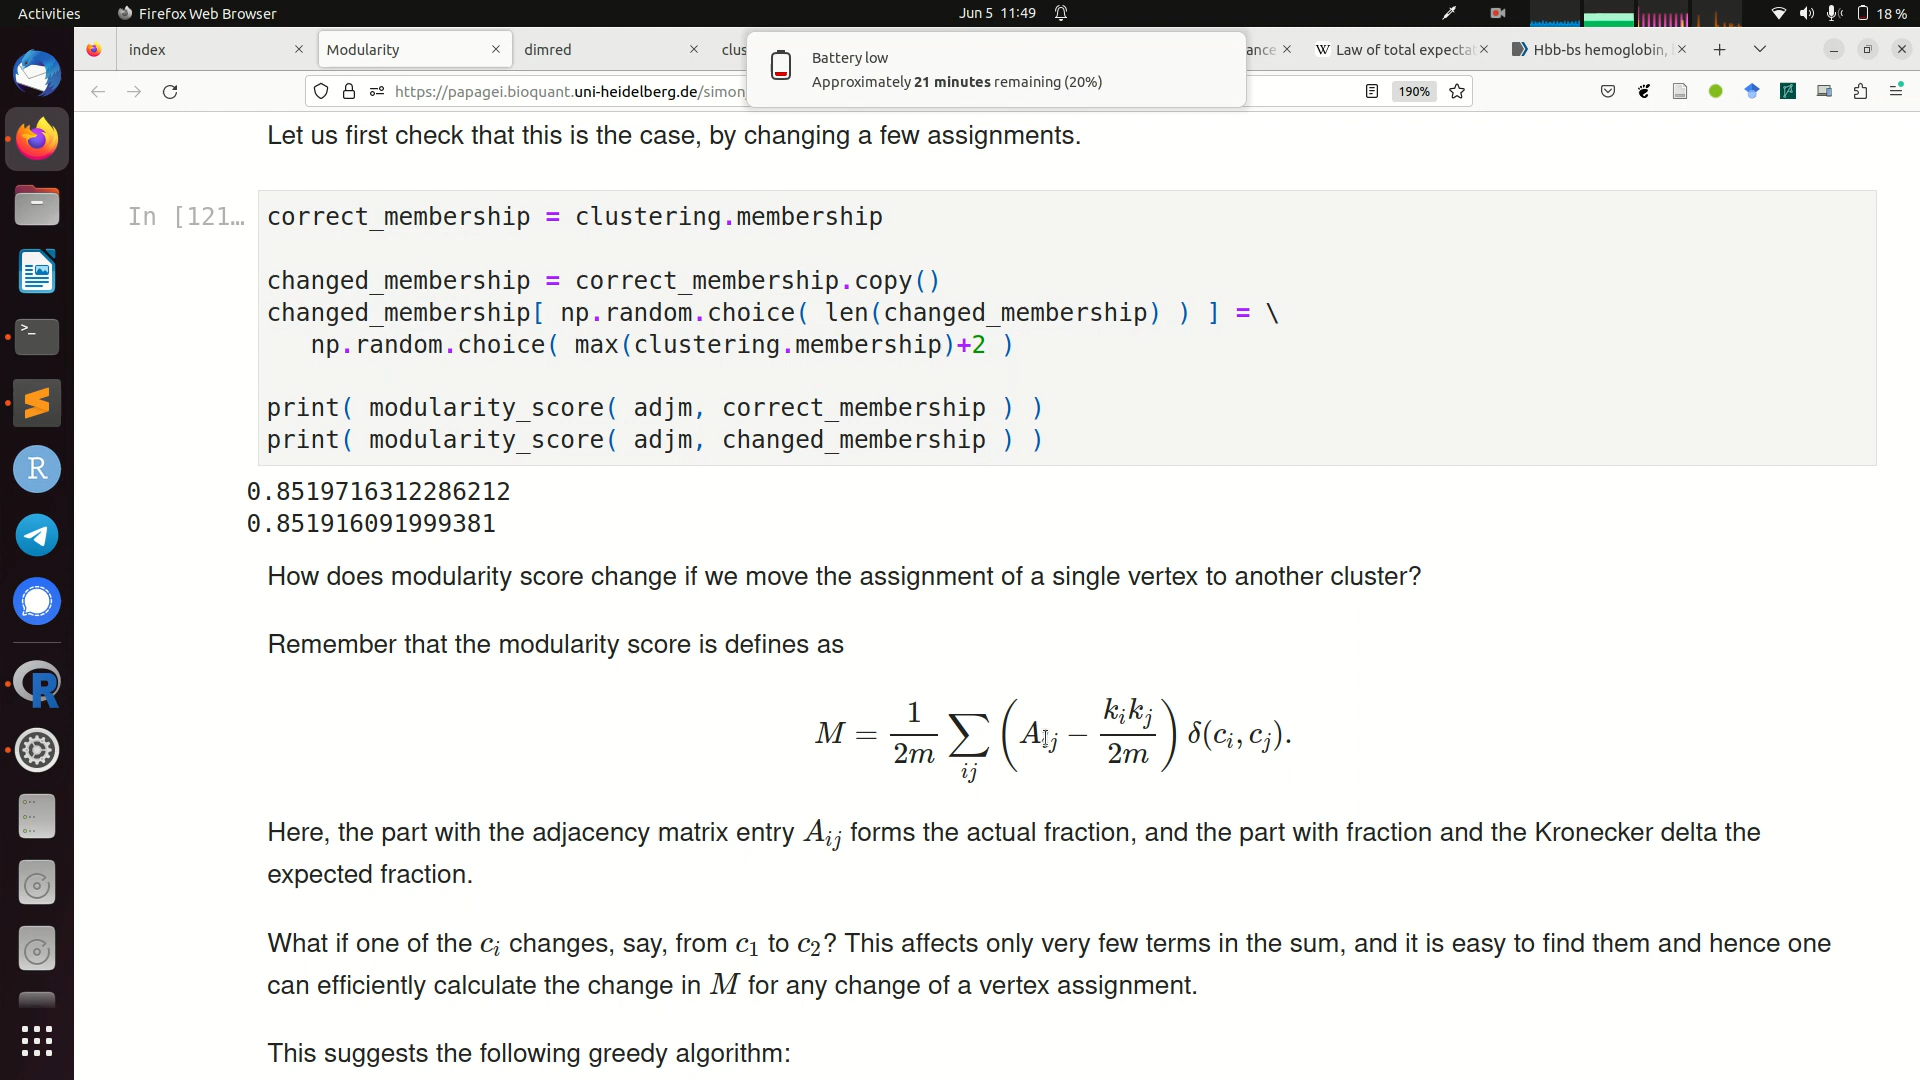 Activities
Firefox Web Browser
Jun 5 11:49
18 %
index
Modularity
dimred
clus
ance
Law of total expecta
Hbb-bs hemoglobin,
Battery low
Approximately 21 minutes remaining (20%)
https://papagei.bioquant.uni-heidelberg.de/simon
190%
Let us first check that this is the case, by changing a few assignments.
In [121…
correct_membership = clustering.membership
changed_membership = correct_membership.copy()
changed_membership[ np.random.choice( len(changed_membership) ) ] = \
np.random.choice( max(clustering.membership)+2 )
print( modularity_score( adjm, correct_membership ) )
print( modularity_score( adjm, changed_membership ) )
0.8519716312286212
0.851916091999381
How does modularity score change if we move the assignment of a single vertex to another cluster?
Remember that the modularity score is defines as
M = 1/2m ∑ij ( Aij − kikj/2m ) δ(ci, cj).
Here, the part with the adjacency matrix entry Aij forms the actual fraction, and the part with fraction and the Kronecker delta the
expected fraction.
What if one of the ci changes, say, from c1 to c2? This affects only very few terms in the sum, and it is easy to find them and hence one
can efficiently calculate the change in M for any change of a vertex assignment.
This suggests the following greedy algorithm: